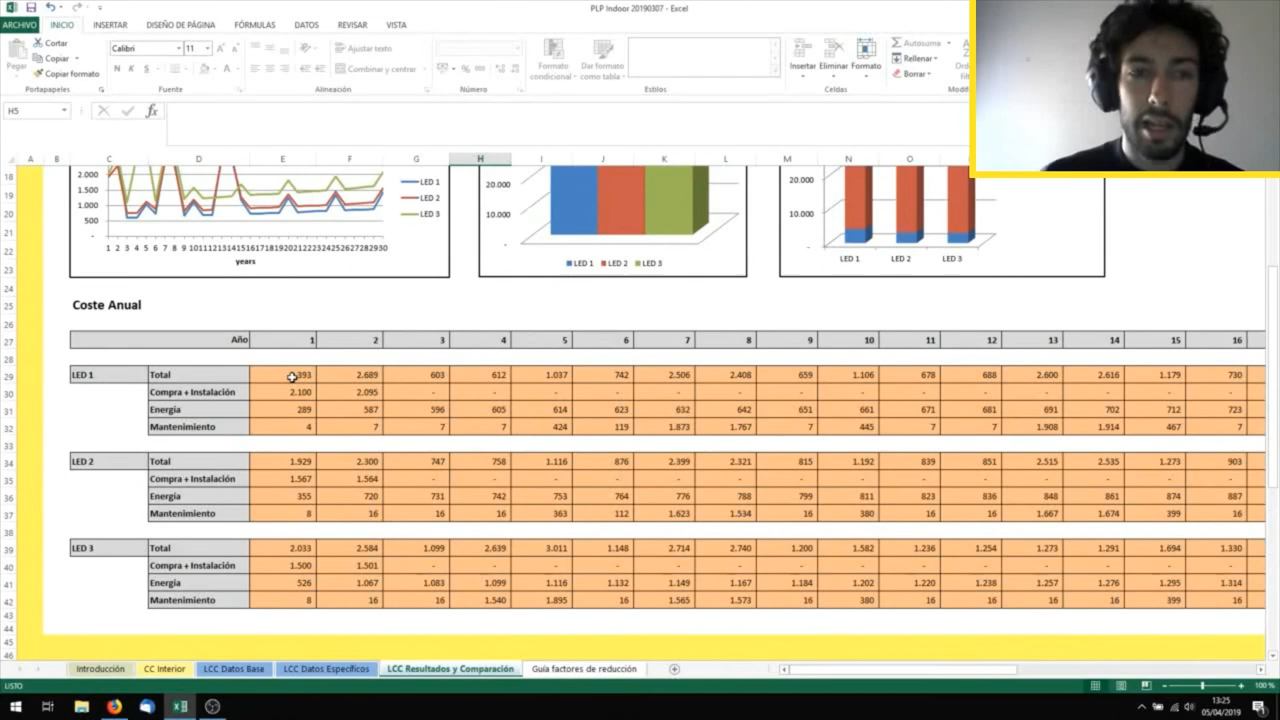 PLP Indoor 20190307 - Excel
ARCHIVO INICIO INSERTAR DISEÑO DE PÁGINA FÓRMULAS DATOS REVISAR VISTA
Pegar
Cortar
Copiar
Copiar formato
Portapapeles
Calibri 11
N
Fuente
Ajustar texto
Combinar y centrar
Alineación
Número
Formato condicional
Dar formato como tabla
Estilos
Insertar Eliminar Formato
Celdas
Autosuma
Rellenar
Borrar
H5
fx
A B C D E F G H I J K L M N O
18 19 20 21 22 23 24 25 26 27 28 29 30 31 32 33 34 35 36 37 38 39 40 41 42 43 44 45 46
2.000
1.500
1.000
500
-
1 2 3 4 5 6 7 8 9 101112131415161718192021222324252627282930
years
LED 1
LED 2
LED 3
20.000
10.000
-
LED 1 LED 2 LED 3
20.000
10.000
-
LED 1 LED 2 LED 3
Coste Anual
Año 1 2 3 4 5 6 7 8 9 10 11 12 13 14 15 16
LED 1 Total 2.689 603 612 1.037 742 2.506 2.408 659 1.106 678 688 2.600 2.616 1.179 730
Compra + Instalación 2.100 2.095 - - - - - - - - - - - - - -
Energía 289 587 596 605 614 623 632 642 651 661 671 681 691 702 712 723
Mantenimiento 4 7 7 7 424 119 1.873 1.767 7 445 7 7 1.908 1.914 467 7
LED 2 Total 1.929 2.300 747 758 1.116 876 2.399 2.321 815 1.192 839 851 2.515 2.535 1.273 903
Compra + Instalación 1.567 1.564 - - - - - - - - - - - - - -
Energía 355 720 731 742 753 764 776 788 799 811 823 836 848 861 874 887
Mantenimiento 8 16 16 16 363 112 1.623 1.534 16 380 16 16 1.667 1.674 399 16
LED 3 Total 2.033 2.584 1.099 2.639 3.011 1.148 2.714 2.740 1.200 1.582 1.236 1.254 1.273 1.291 1.694 1.330
Compra + Instalación 1.500 1.501 - - - - - - - - - - - - - -
Energía 526 1.067 1.083 1.099 1.116 1.132 1.149 1.167 1.184 1.202 1.220 1.238 1.257 1.276 1.295 1.314
Mantenimiento 8 16 16 1.540 1.895 16 1.565 1.573 16 380 16 16 16 16 399 16
Introducción CC Interior LCC Datos Base LCC Datos Específicos LCC Resultados y Comparación Guía factores de reducción
LISTO
100 %
13:25
05/04/2019